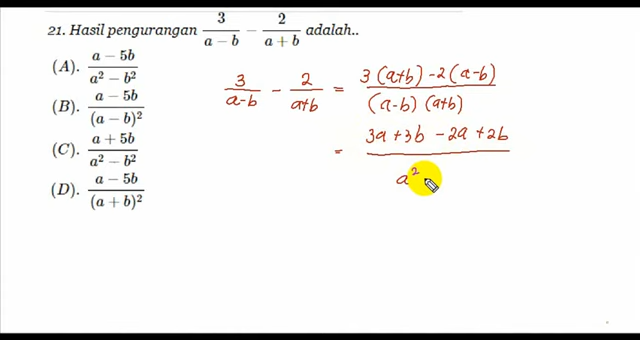 21. Hasil pengurangan 3/(a − b) − 2/(a + b) adalah..
(A). (a − 5b)/(a² − b²)
(B). (a − 5b)/(a − b)²
(C). (a + 5b)/(a² − b²)
(D). (a − 5b)/(a + b)²
3/(a-b) − 2/(a+b) = (3(a+b) − 2(a−b))/((a−b)(a+b))
= (3a + 3b − 2a + 2b)/a²